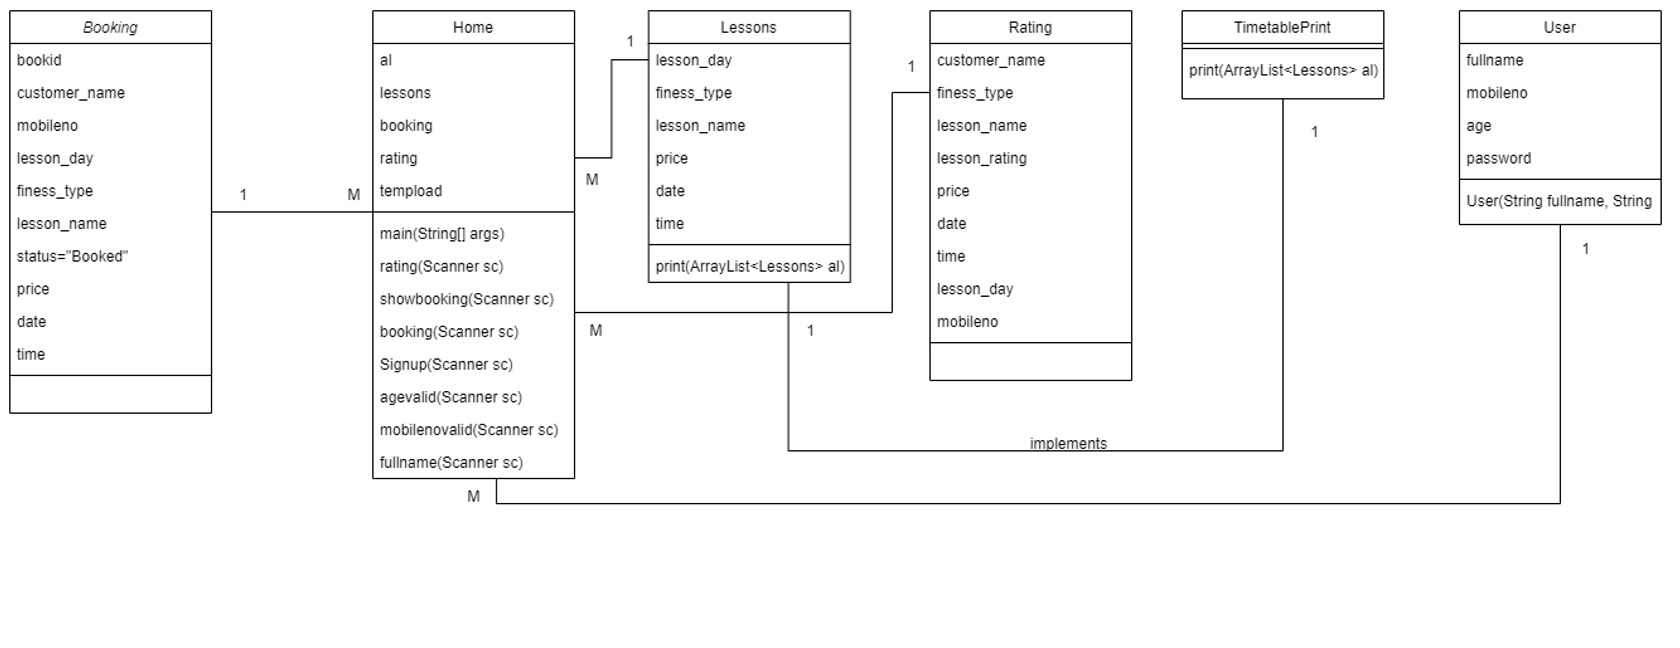 Booking
bookid
customer_name
mobileno
lesson_day
finess_type
lesson_name
status="Booked"
price
date
time
1
M
Home
al
lessons
booking
rating
tempload
main(String[] args)
rating(Scanner sc)
showbooking(Scanner sc)
booking(Scanner sc)
Signup(Scanner sc)
agevalid(Scanner sc)
mobilenovalid(Scanner sc)
fullname(Scanner sc)
M
1
M
M
Lessons
lesson_day
finess_type
lesson_name
price
date
time
print(ArrayList<Lessons> al)
1
1
Rating
customer_name
finess_type
lesson_name
lesson_rating
price
date
time
lesson_day
mobileno
implements
TimetablePrint
print(ArrayList<Lessons> al)
1
User
fullname
mobileno
age
password
User(String fullname, String
1